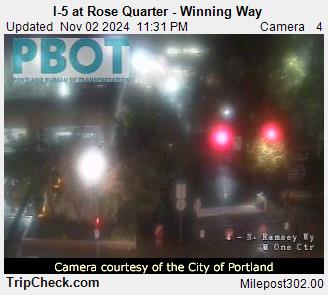 I-5 at Rose Quarter - Winning Way
Updated Nov 02 2024 11:31 PM Camera 4
PBOT
PORTLAND BUREAU OF TRANSPORTATION
4 - N. Ramsey Wy
W One Ctr
Camera courtesy of the City of Portland
TripCheck.com Milepost302.00